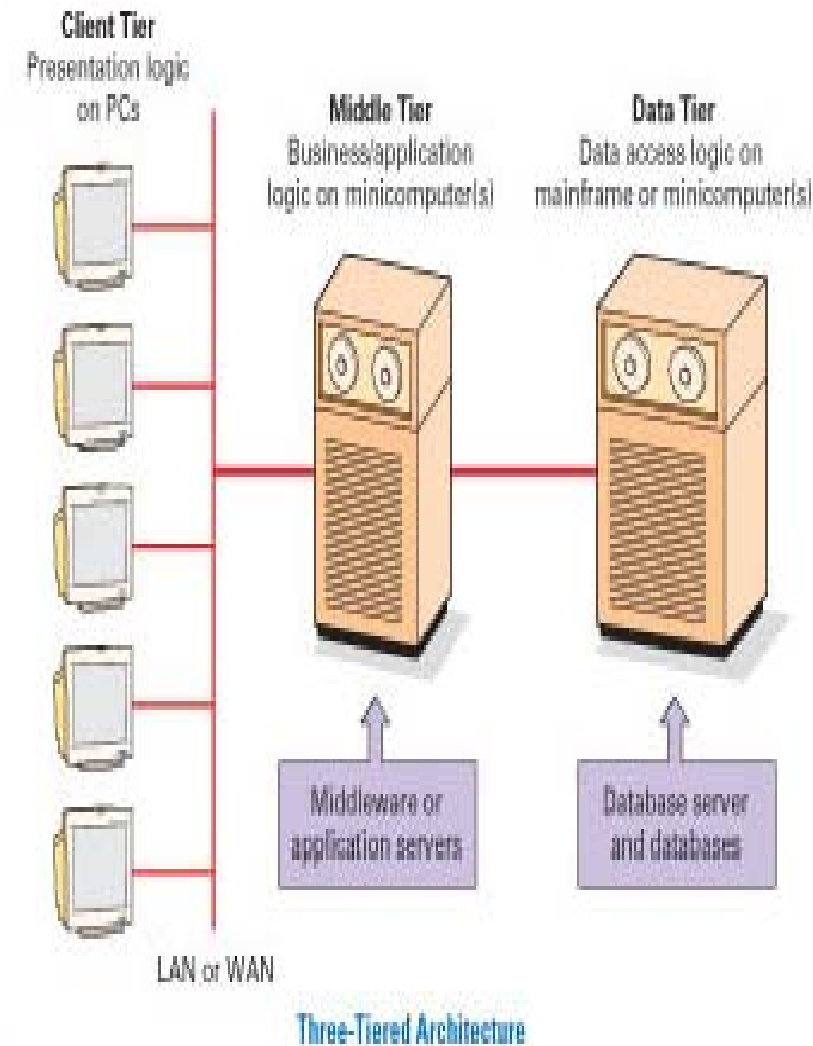 Client Tier
Presentation logic
on PCs
Middle Tier
Business/application
logic on minicomputer(s)
Data Tier
Data access logic on
mainframe or minicomputer(s)
Middleware or
application servers
Database server
and databases
LAN or WAN
Three-Tiered Architecture